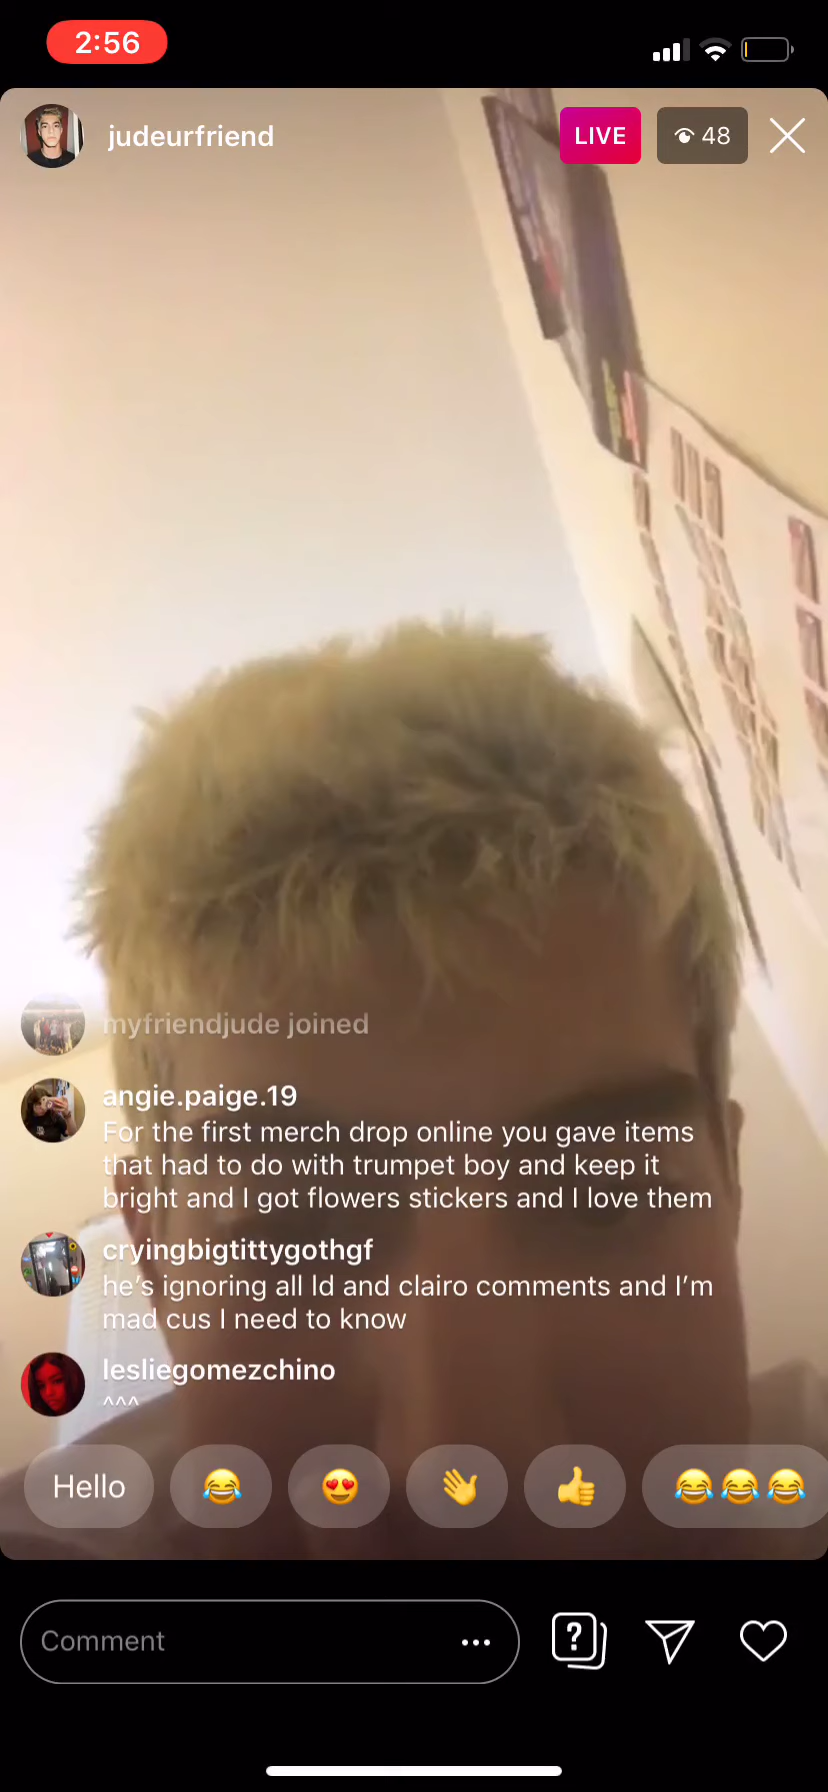 2:56
judeurfriend
LIVE
48
myfriendjude joined
angie.paige.19
For the first merch drop online you gave items
that had to do with trumpet boy and keep it
bright and I got flowers stickers and I love them
cryingbigtittygothgf
he's ignoring all ld and clairo comments and I'm
mad cus I need to know
lesliegomezchino
^^^
Hello 😂 😍 👋 👍 😂😂😂
Comment